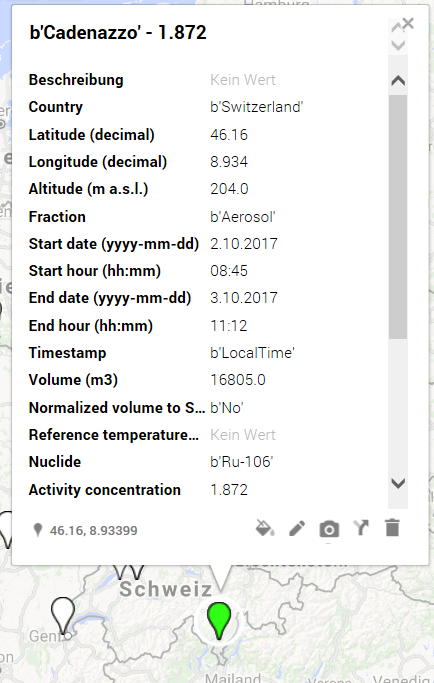 b'Cadenazzo' - 1.872
Beschreibung Kein Wert
Country b'Switzerland'
Latitude (decimal) 46.16
Longitude (decimal) 8.934
Altitude (m a.s.l.) 204.0
Fraction b'Aerosol'
Start date (yyyy-mm-dd) 2.10.2017
Start hour (hh:mm) 08:45
End date (yyyy-mm-dd) 3.10.2017
End hour (hh:mm) 11:12
Timestamp b'LocalTime'
Volume (m3) 16805.0
Normalized volume to S... b'No'
Reference temperature... Kein Wert
Nuclide b'Ru-106'
Activity concentration 1.872
46.16, 8.93399
Schweiz
Genf
Mailand
Verona
Venedig